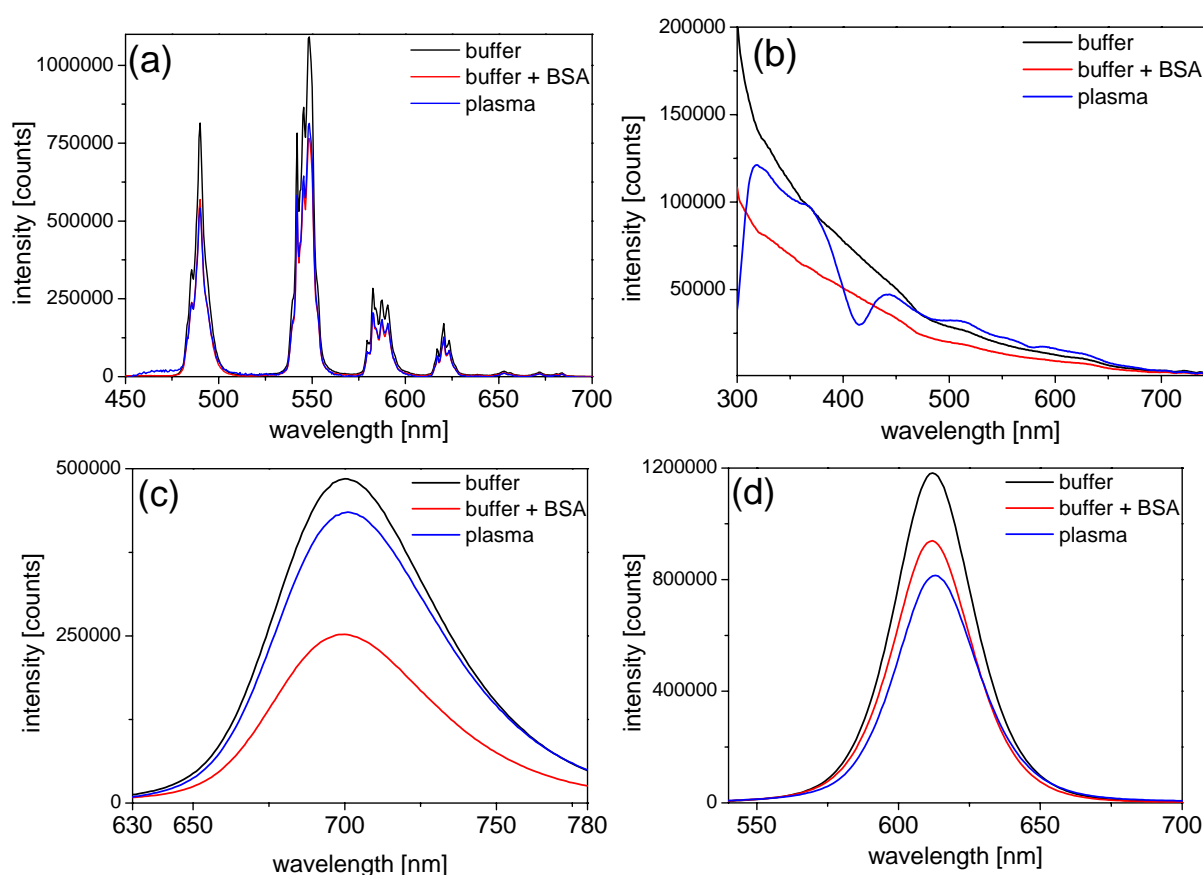 (a)
buffer
buffer + BSA
plasma
intensity [counts]
1000000
750000
500000
250000
0
450 500 550 600 650 700
wavelength [nm]
(b)
buffer
buffer + BSA
plasma
intensity [counts]
200000
150000
100000
50000
300 400 500 600 700
wavelength [nm]
(c)
buffer
buffer + BSA
plasma
intensity [counts]
500000
250000
0
630 650 700 750 780
wavelength [nm]
(d)
buffer
buffer + BSA
plasma
intensity [counts]
1200000
800000
400000
0
550 600 650 700
wavelength [nm]